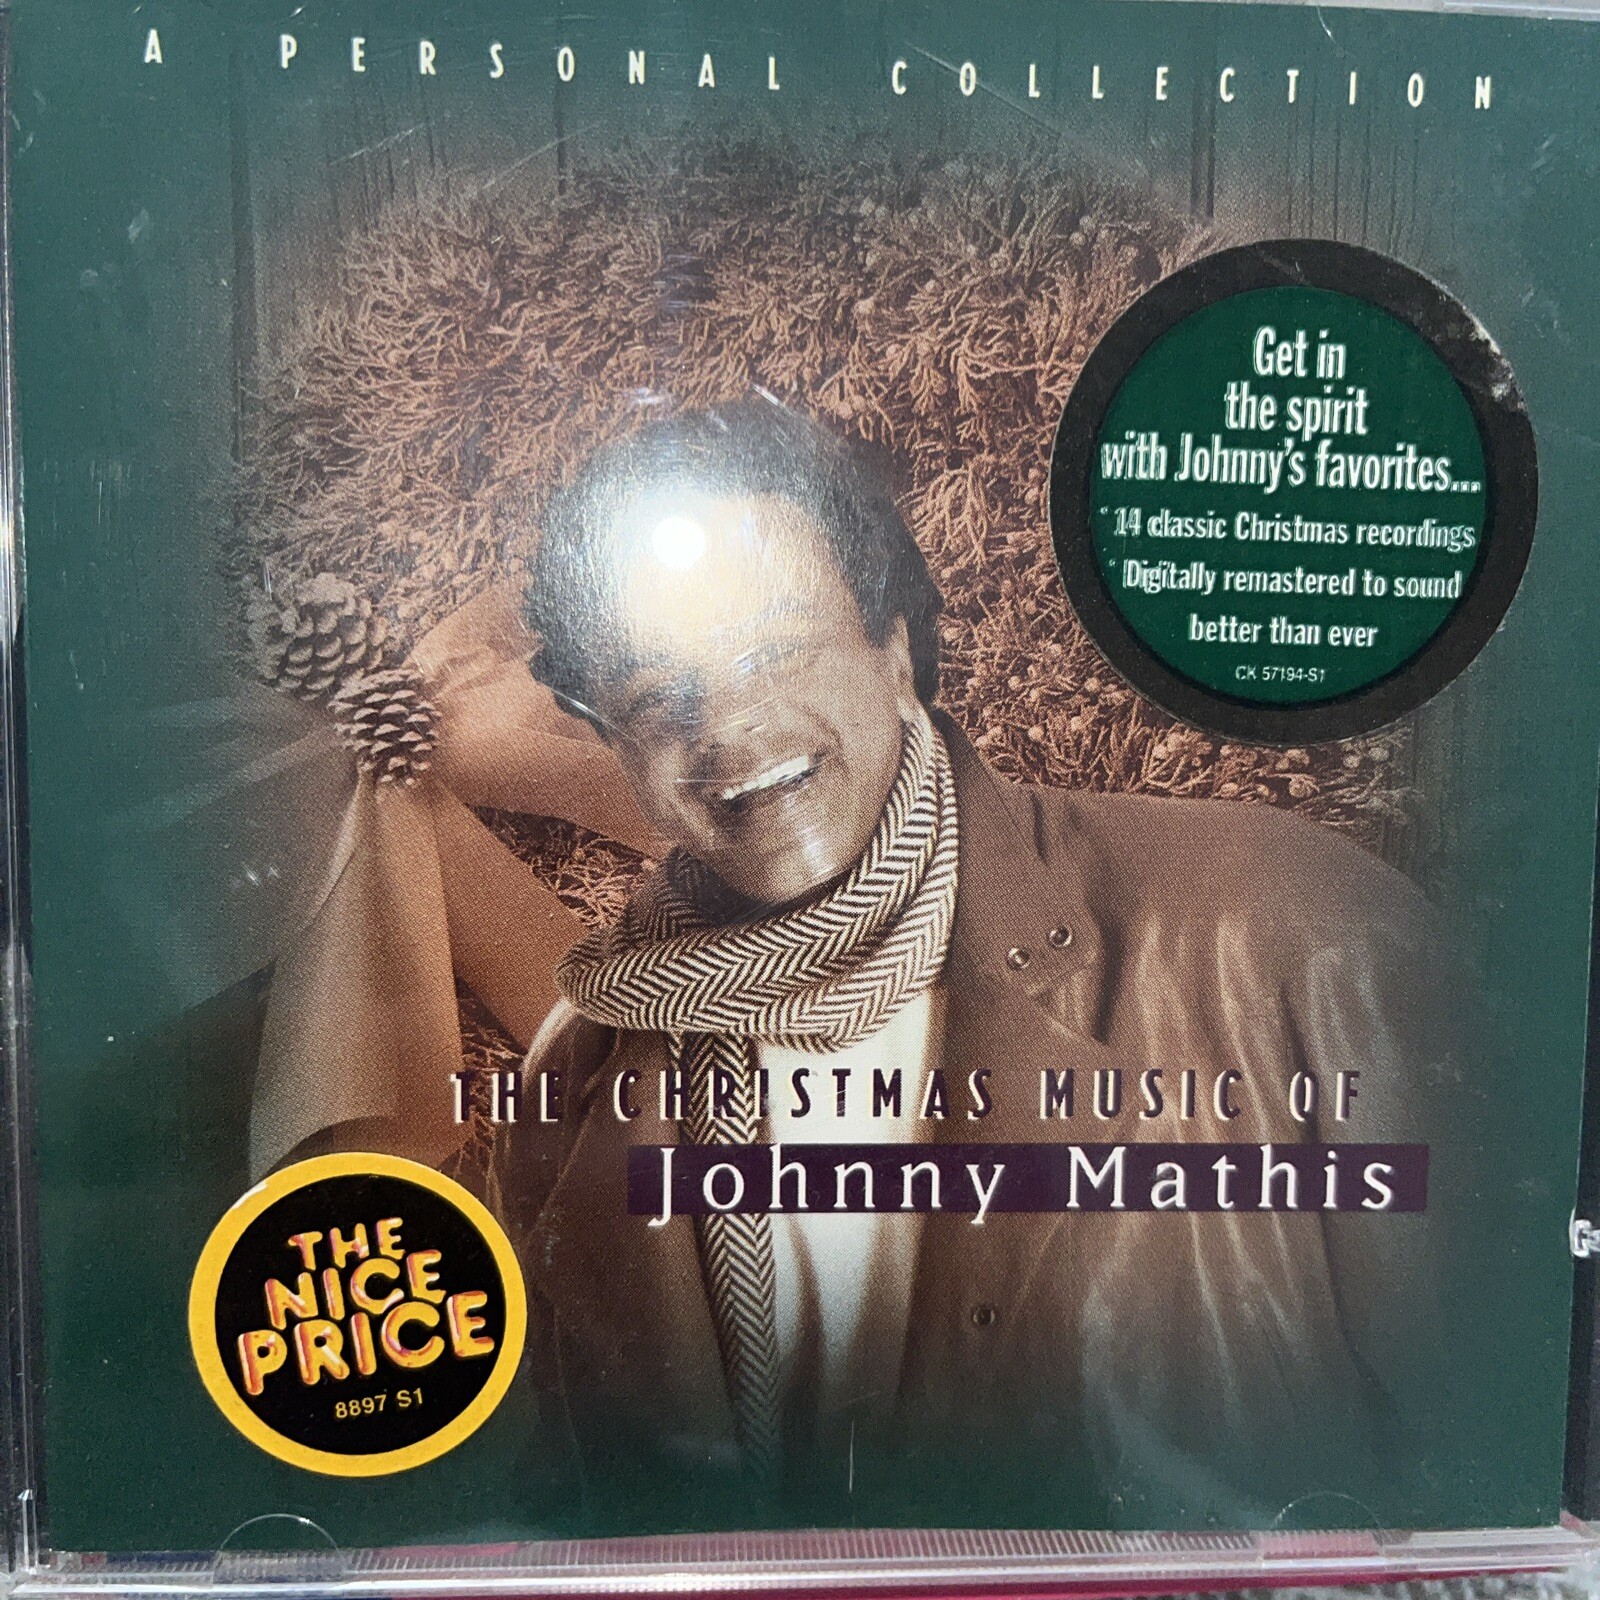 A PERSONAL COLLECTION
Get in
the spirit
with Johnny's favorites...
* 14 classic Christmas recordings
* Digitally remastered to sound
better than ever
CK 57194-S1
THE CHRISTMAS MUSIC OF
Johnny Mathis
THE
NICE
PRICE
8897 S1